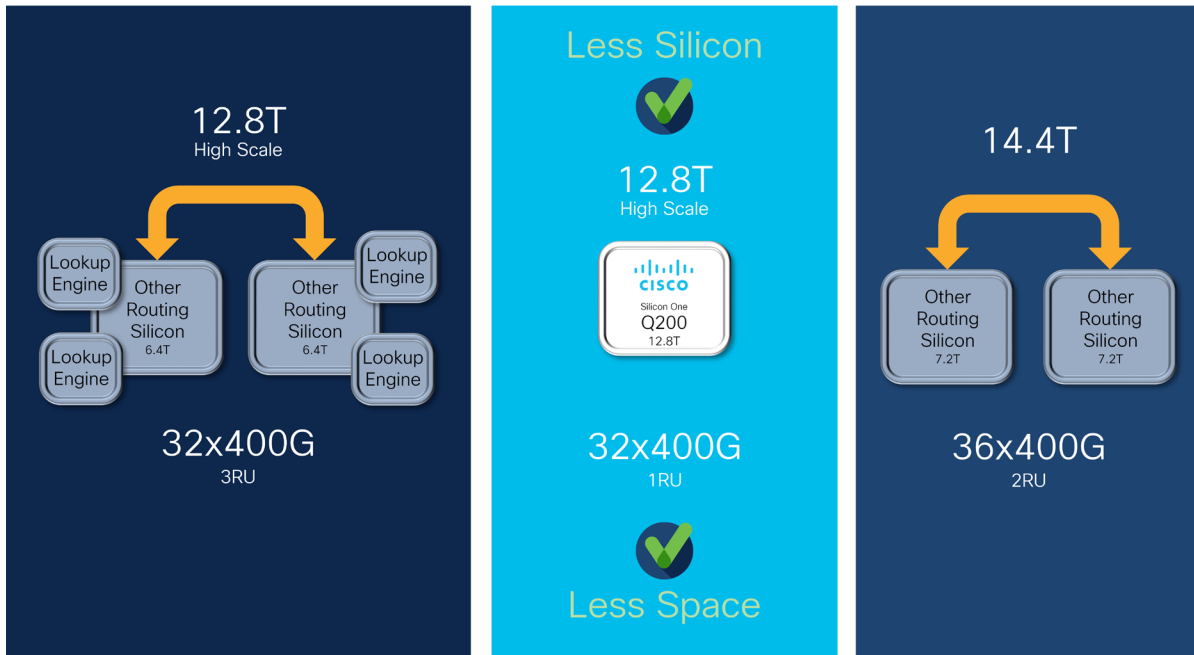 12.8T
High Scale
Lookup
Engine
Other
Routing
Silicon
6.4T
Lookup
Engine
Other
Routing
Silicon
6.4T
Lookup
Engine
Lookup
Engine
32x400G
3RU
Less Silicon
12.8T
High Scale
CISCO
Silicon One
Q200
12.8T
32x400G
1RU
Less Space
14.4T
Other
Routing
Silicon
7.2T
Other
Routing
Silicon
7.2T
36x400G
2RU